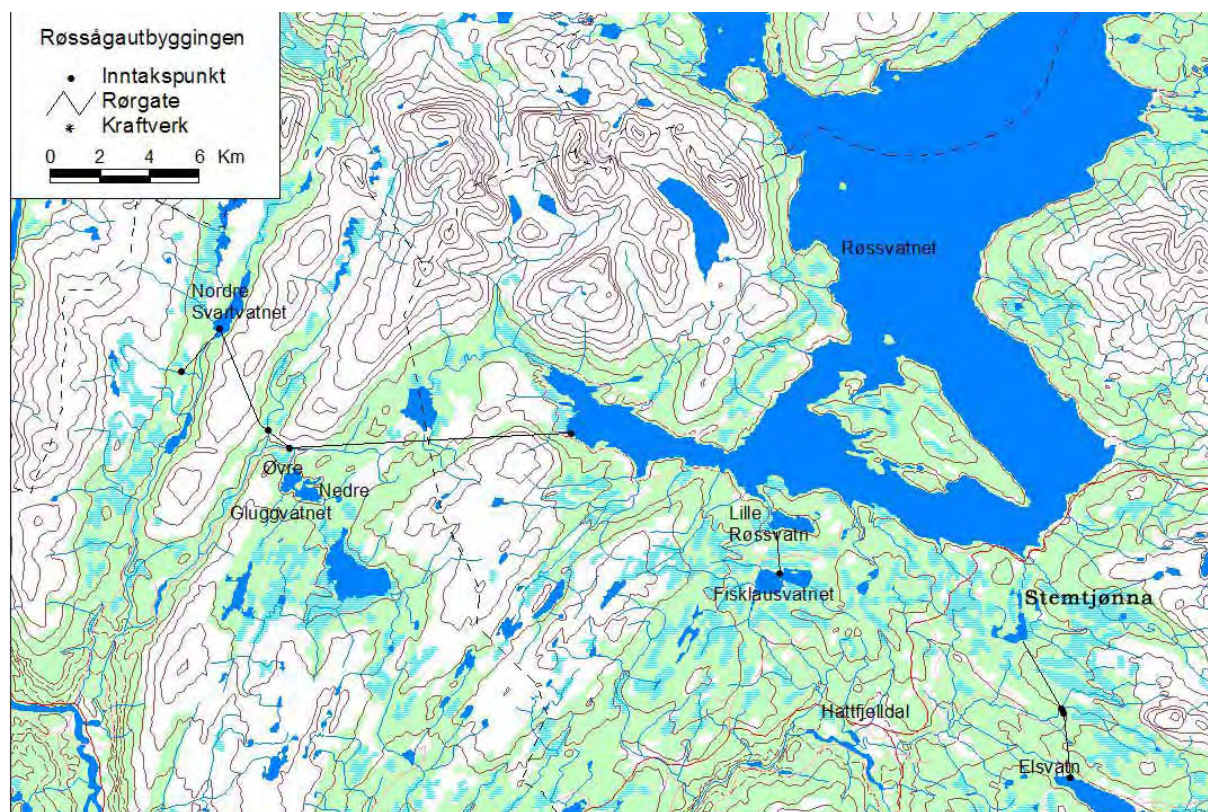 Røssågautbyggingen
Inntakspunkt
Rørgate
Kraftverk
0 2 4 6 Km
Røssvatnet
Nordre
Svartvatnet
Øvre
Nedre
Gluggvatnet
Lille
Røssvatn
Fisklausvatnet
Stemtjønna
Hattfjelldal
Elsvatn